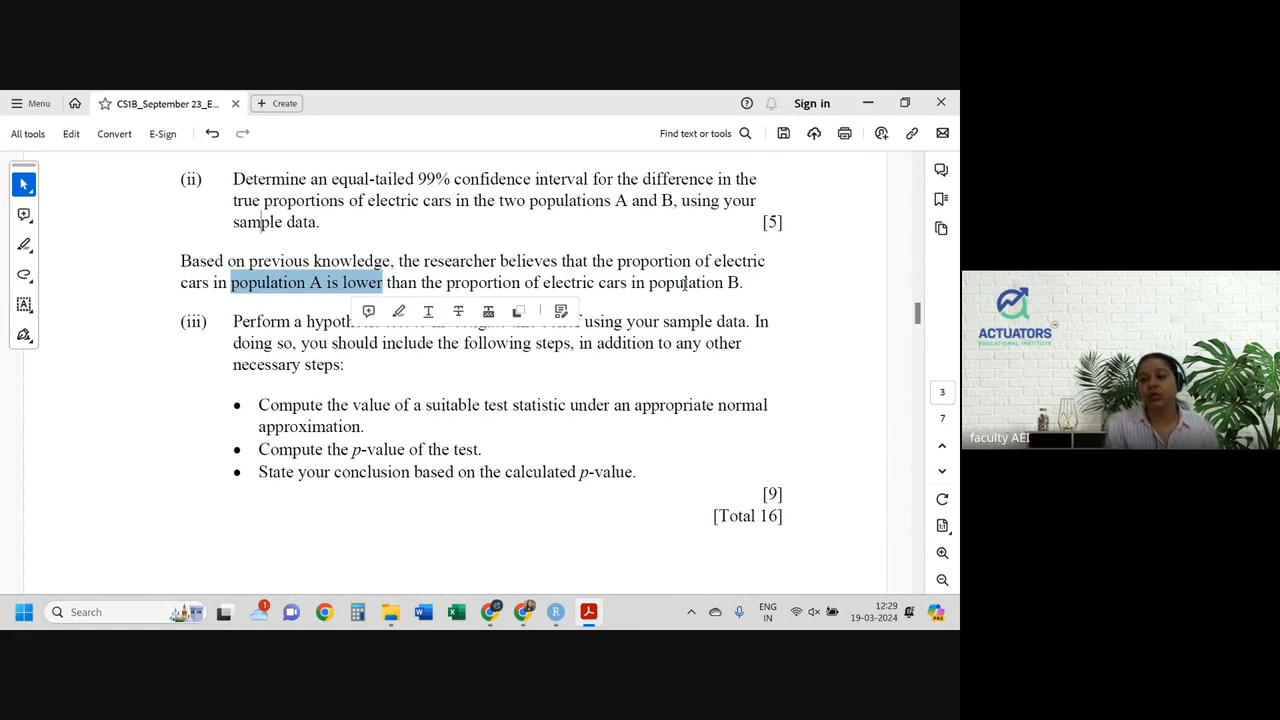 Menu
CS1B_September 23_E...
Create
Sign in
All tools
Edit
Convert
E-Sign
Find text or tools
(ii) Determine an equal-tailed 99% confidence interval for the difference in the
true proportions of electric cars in the two populations A and B, using your
sample data. [5]
Based on previous knowledge, the researcher believes that the proportion of electric
cars in population A is lower than the proportion of electric cars in population B.
(iii) Perform a using your sample data. In
doing so, you should include the following steps, in addition to any other
necessary steps:
• Compute the value of a suitable test statistic under an appropriate normal
approximation.
• Compute the p-value of the test.
• State your conclusion based on the calculated p-value.
[9]
[Total 16]
3
7
ACTUATORS
EDUCATIONAL INSTITUTE
faculty AEI
Search
1
ENG
IN
12:29
19-03-2024